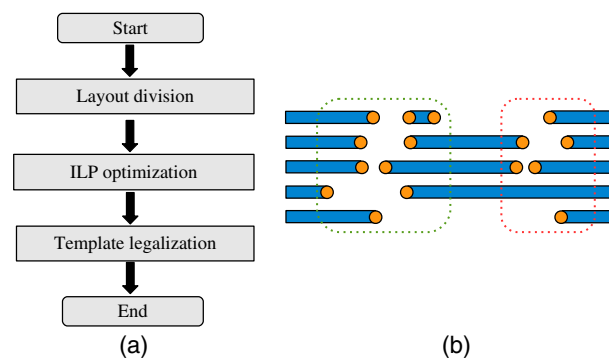 Start
Layout division
ILP optimization
Template legalization
End
(a)
(b)